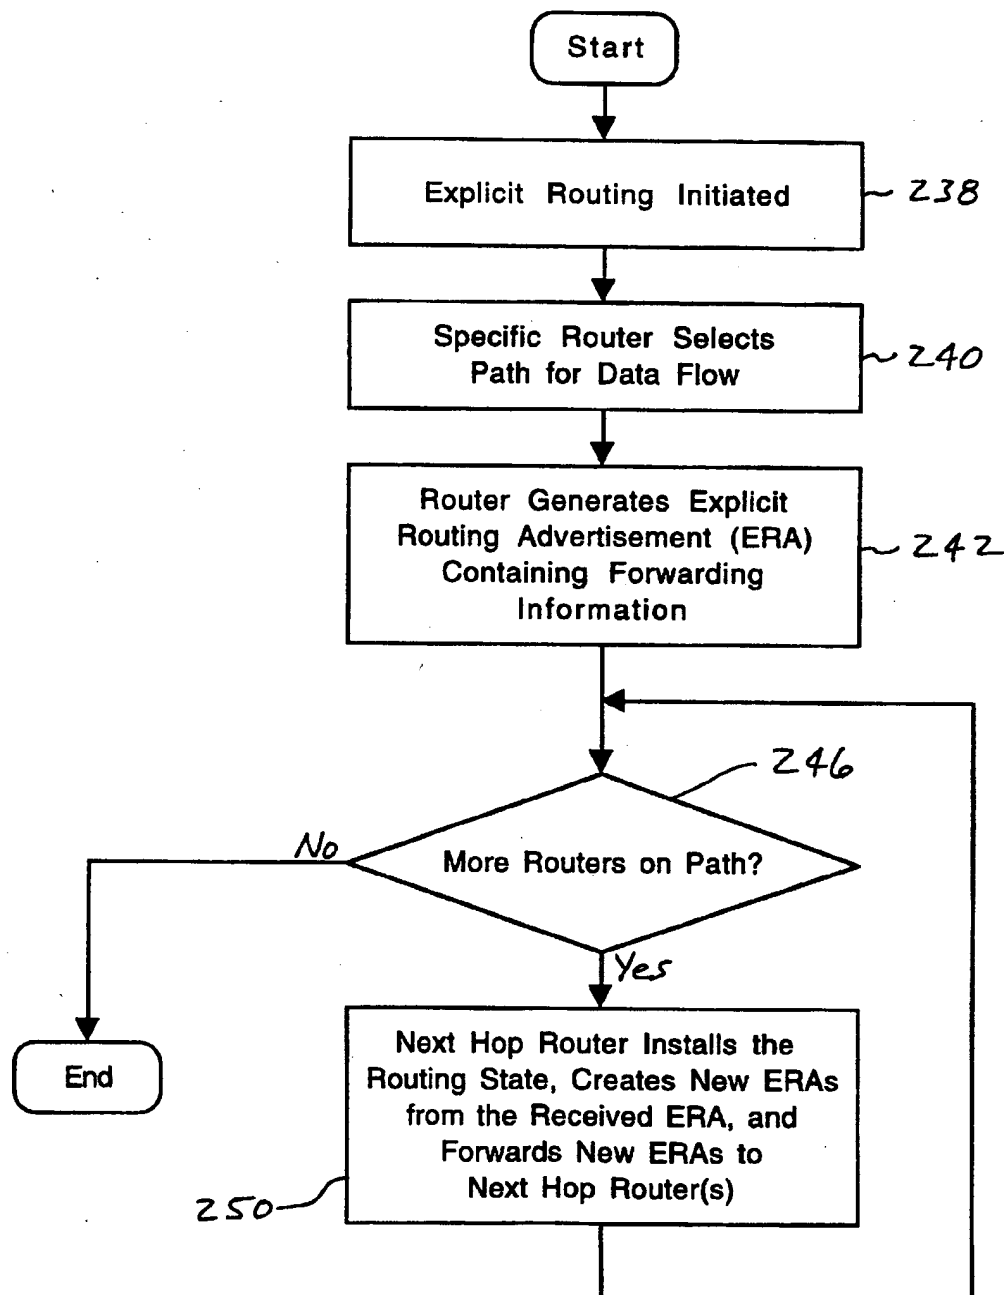 Start
Explicit Routing Initiated
238
Specific Router Selects
Path for Data Flow
240
Router Generates Explicit
Routing Advertisement (ERA)
Containing Forwarding
Information
242
246
No
More Routers on Path?
Yes
End
Next Hop Router Installs the
Routing State, Creates New ERAs
from the Received ERA, and
Forwards New ERAs to
Next Hop Router(s)
250